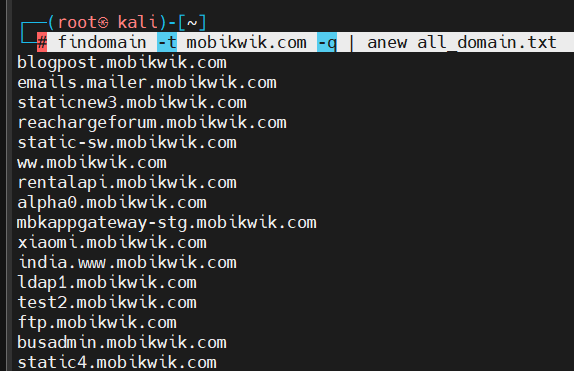 ┌──(root㉿ kali)-[~]
└─# findomain -t mobikwik.com -q | anew all_domain.txt
blogpost.mobikwik.com
emails.mailer.mobikwik.com
staticnew3.mobikwik.com
reachargeforum.mobikwik.com
static-sw.mobikwik.com
ww.mobikwik.com
rentalapi.mobikwik.com
alpha0.mobikwik.com
mbkappgateway-stg.mobikwik.com
xiaomi.mobikwik.com
india.www.mobikwik.com
ldap1.mobikwik.com
test2.mobikwik.com
ftp.mobikwik.com
busadmin.mobikwik.com
static4.mobikwik.com